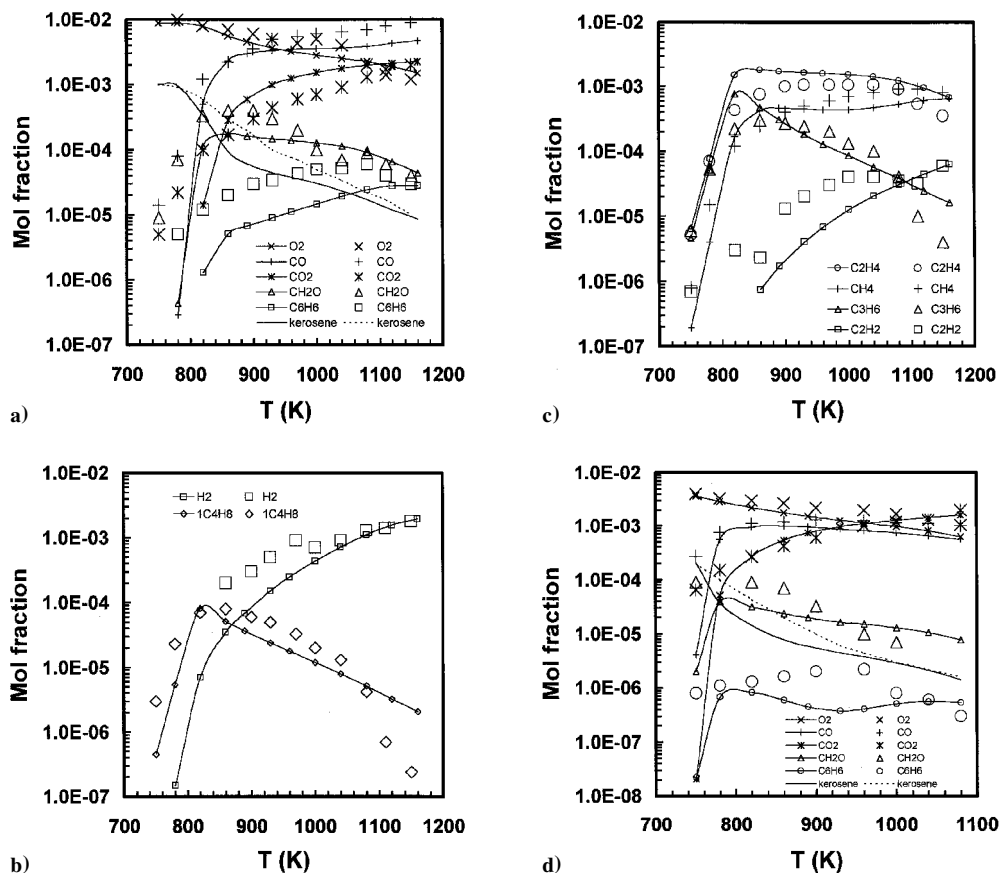 1.0E-02
1.0E-03
1.0E-04
1.0E-05
1.0E-06
1.0E-07
Mol fraction
O2 O2
CO CO
CO2 CO2
CH2O CH2O
C6H6 C6H6
kerosene kerosene
700 800 900 1000 1100 1200
T (K)
a)
1.0E-02
1.0E-03
1.0E-04
1.0E-05
1.0E-06
1.0E-07
Mol fraction
C2H4 C2H4
CH4 CH4
C3H6 C3H6
C2H2 C2H2
700 800 900 1000 1100 1200
T (K)
c)
1.0E-02
1.0E-03
1.0E-04
1.0E-05
1.0E-06
1.0E-07
Mol fraction
H2 H2
1C4H8 1C4H8
700 800 900 1000 1100 1200
T (K)
b)
1.0E-02
1.0E-03
1.0E-04
1.0E-05
1.0E-06
1.0E-07
1.0E-08
Mol fraction
O2 O2
CO CO
CO2 CO2
CH2O CH2O
C6H6 C6H6
kerosene kerosene
700 800 900 1000 1100
T (K)
d)